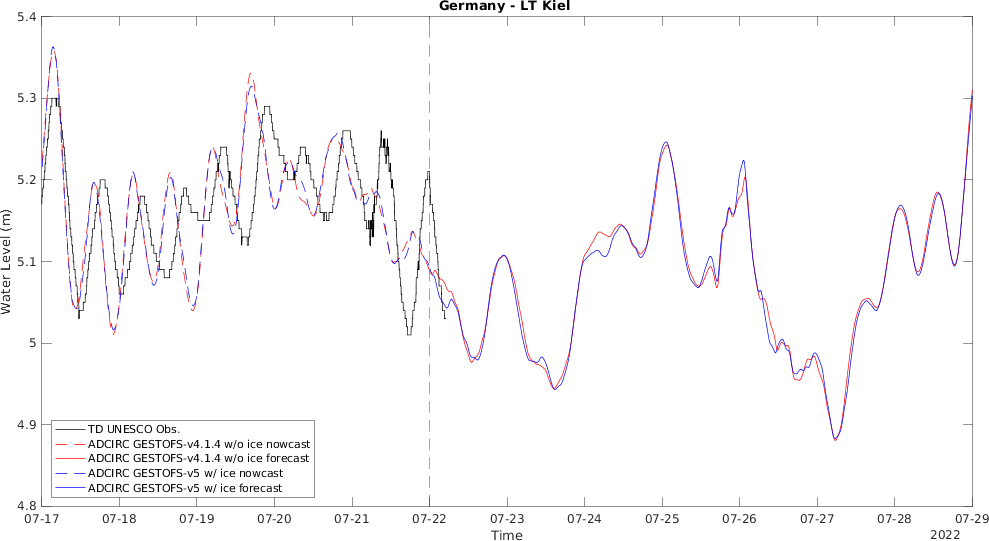 Germany - LT Kiel
5.4
5.3
5.2
5.1
5
4.9
4.8
Water Level (m)
TD UNESCO Obs.
ADCIRC GESTOFS-v4.1.4 w/o ice nowcast
ADCIRC GESTOFS-v4.1.4 w/o ice forecast
ADCIRC GESTOFS-v5 w/ ice nowcast
ADCIRC GESTOFS-v5 w/ ice forecast
07-17 07-18 07-19 07-20 07-21 07-22 07-23 07-24 07-25 07-26 07-27 07-28 07-29
Time
2022